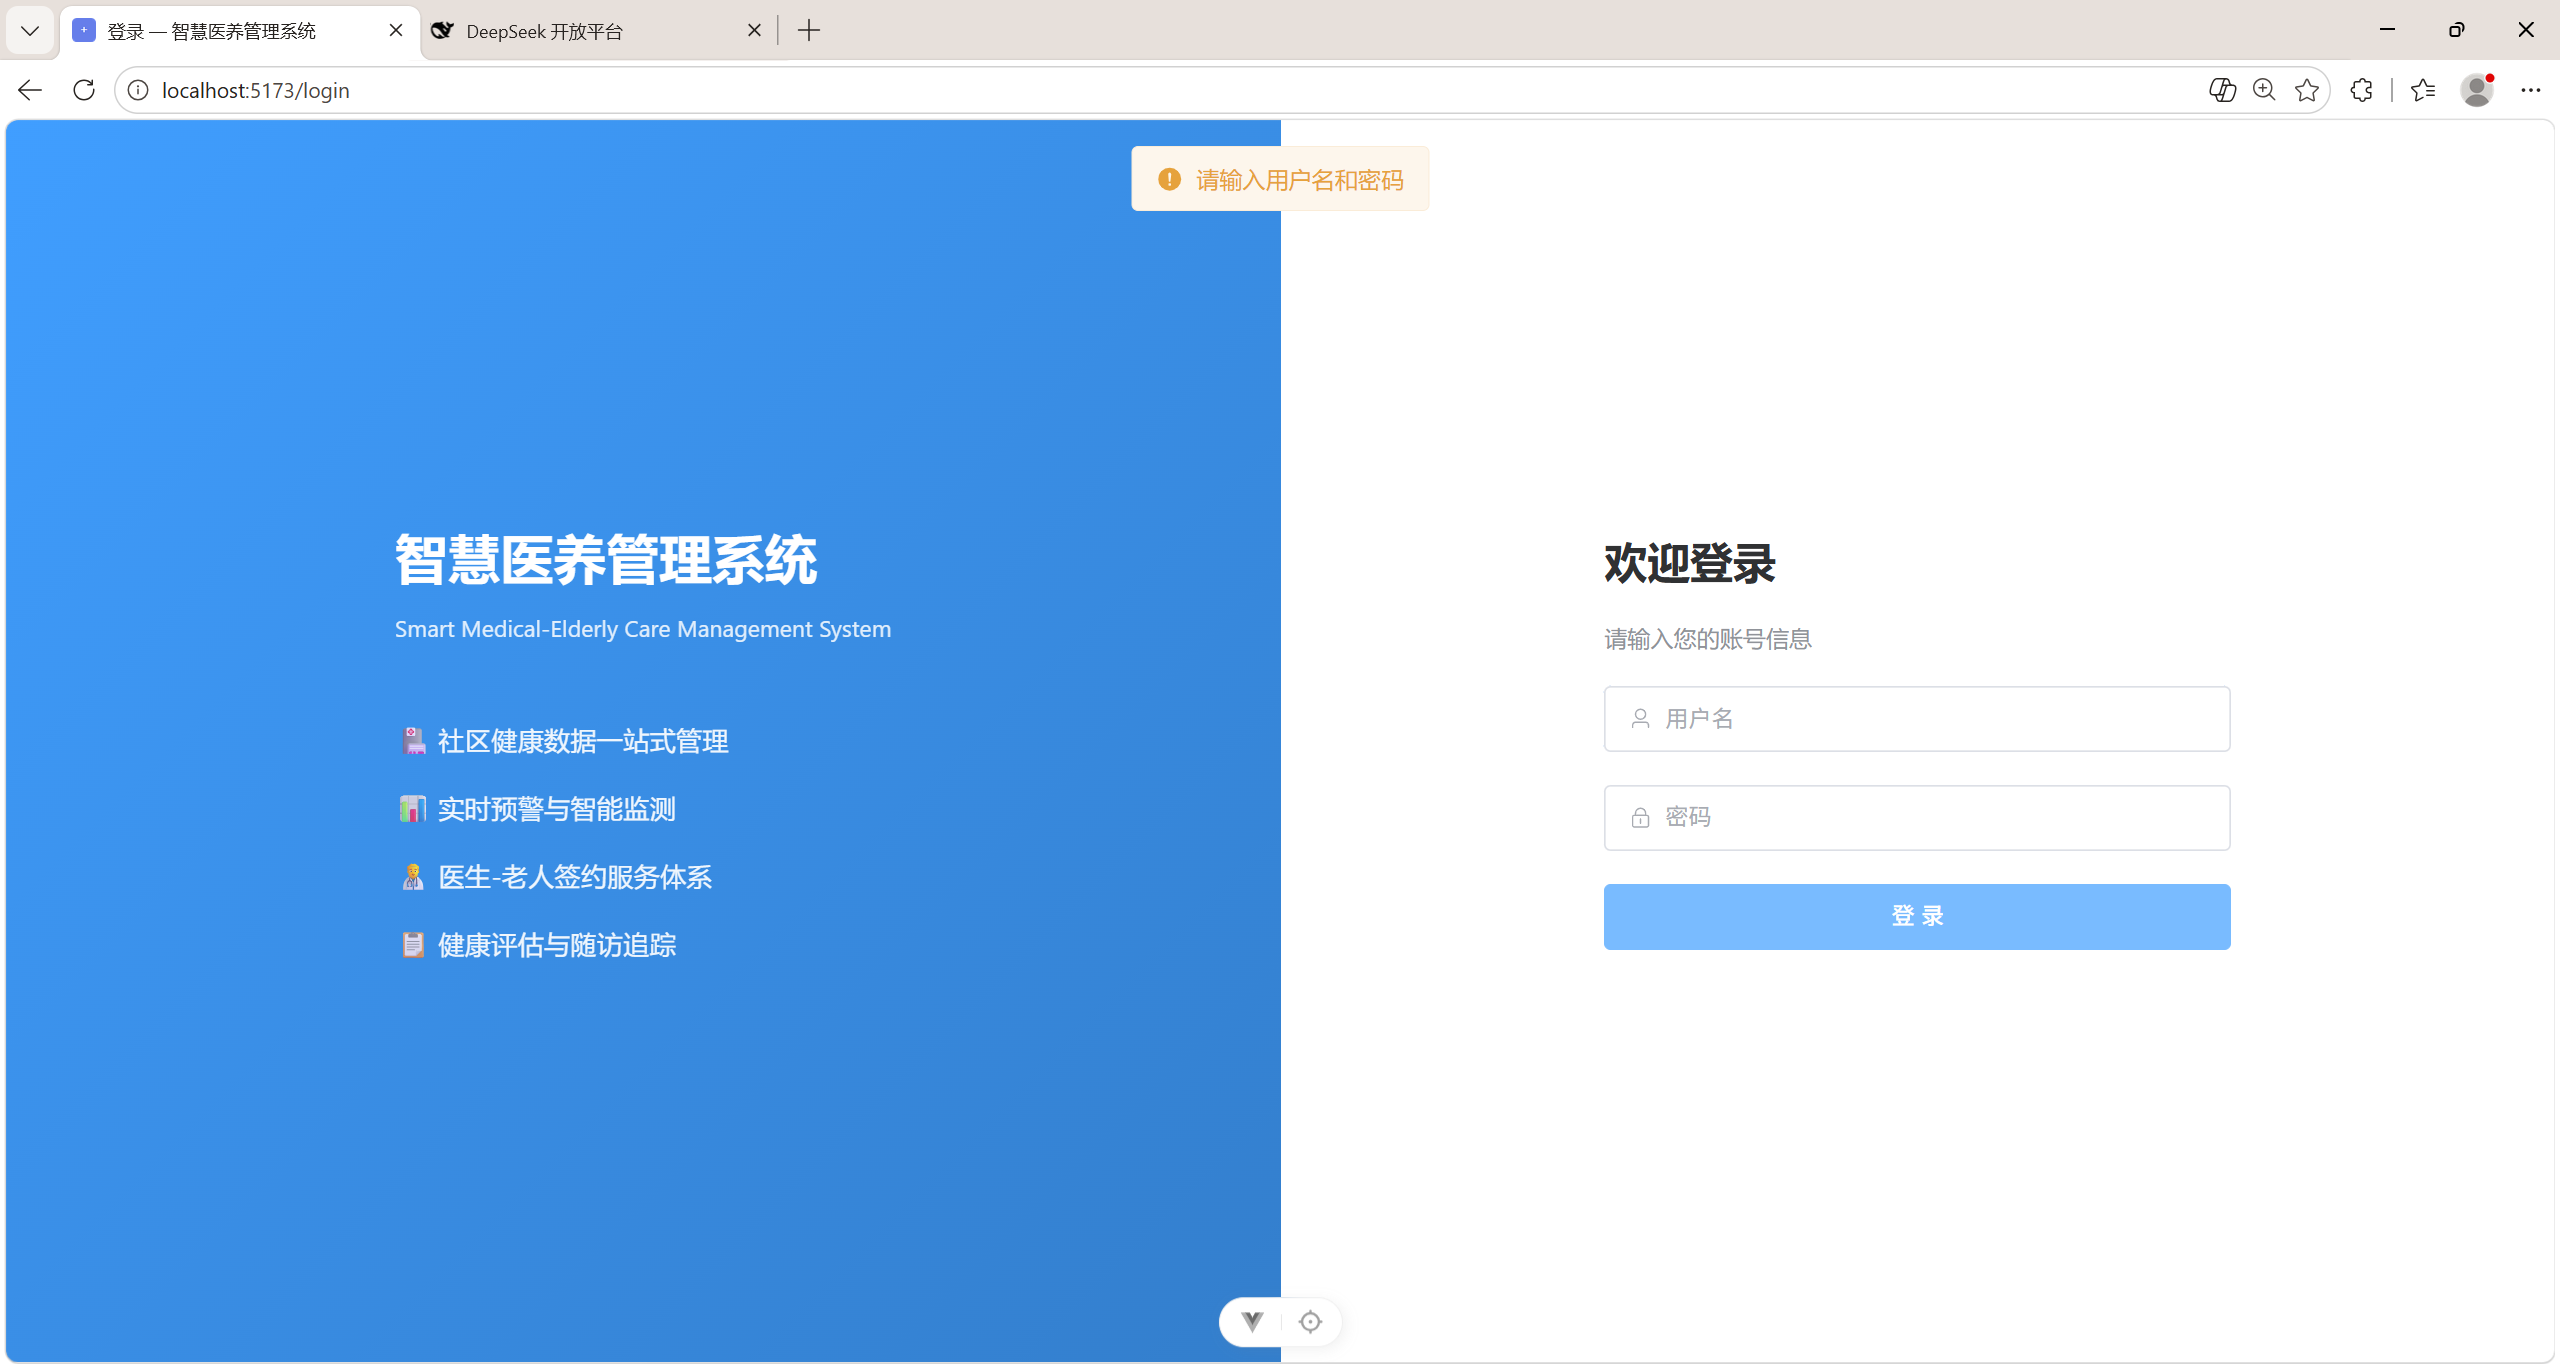 登录 — 智慧医养管理系统
DeepSeek 开放平台
localhost:5173/login
请输入用户名和密码
智慧医养管理系统
Smart Medical-Elderly Care Management System
社区健康数据一站式管理
实时预警与智能监测
医生-老人签约服务体系
健康评估与随访追踪
欢迎登录
请输入您的账号信息
用户名
密码
登 录